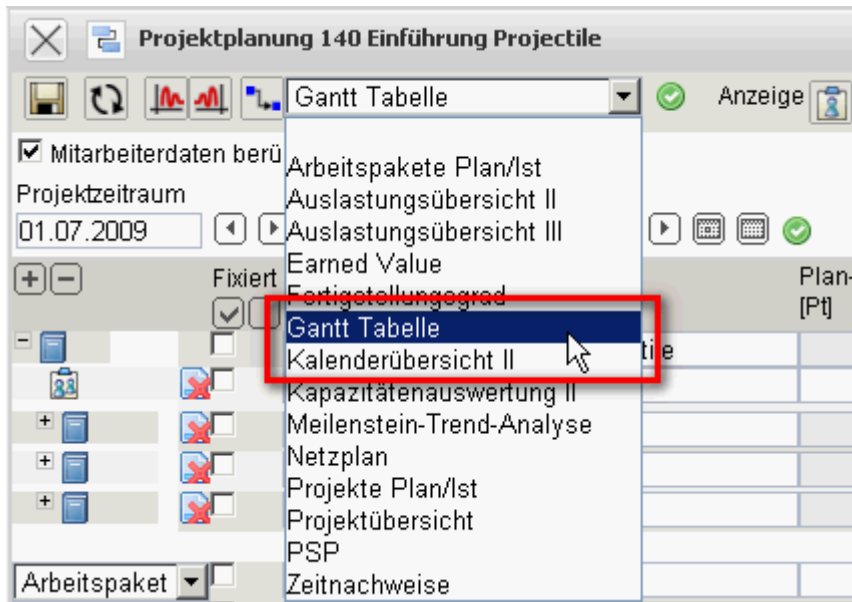 Projektplanung 140 Einführung Projectile
Gantt Tabelle
Anzeige
Mitarbeiterdaten berü
Projektzeitraum
01.07.2009
Fixiert
Plan-
[Pt]
Arbeitspakete Plan/Ist
Auslastungsübersicht II
Auslastungsübersicht III
Earned Value
Fertigstellungsgrad
Gantt Tabelle
Kalenderübersicht II
Kapazitätenauswertung II
Meilenstein-Trend-Analyse
Netzplan
Projekte Plan/Ist
Projektübersicht
PSP
Zeitnachweise
tile
Arbeitspaket